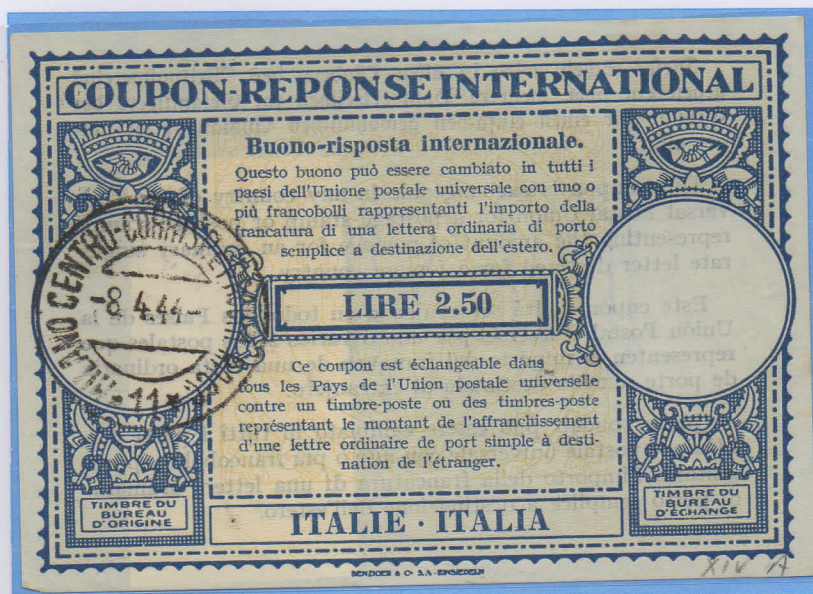 COUPON-REPONSE INTERNATIONAL
Buono-risposta internazionale.
Questo buono può essere cambiato in tutti i
paesi dell'Unione postale universale con uno o
più francobolli rappresentanti l'importo della
francatura di una lettera ordinaria di porto
semplice a destinazione dell'estero.
MILANO CENTRO-CORRISP
-8.4.44-
*11*
LIRE 2.50
Ce coupon est échangeable dans
tous les Pays de l'Union postale universelle
contre un timbre-poste ou des timbres-poste
représentant le montant de l'affranchissement
d'une lettre ordinaire de port simple à desti-
nation de l'étranger.
TIMBRE DU
BUREAU
D'ORIGINE
TIMBRE DU
BUREAU
D'ÉCHANGE
ITALIE · ITALIA
BENZIGER & Co S.A. EINSIEDELN
XIV A